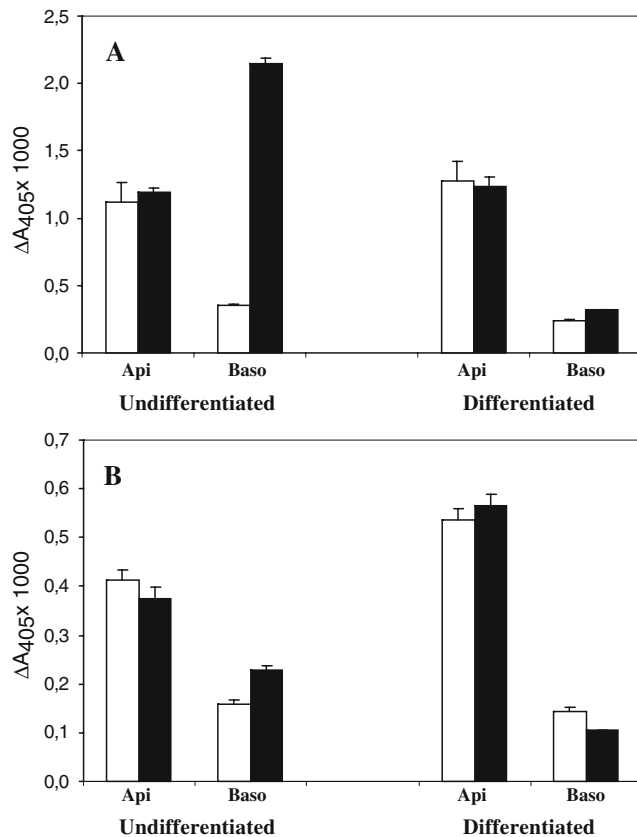 A
2,5
2,0
1,5
1,0
0,5
0,0
ΔA405x 1000
Api Baso Api Baso
Undifferentiated Differentiated
B
0,7
0,6
0,5
0,4
0,3
0,2
0,1
0,0
ΔA405x 1000
Api Baso Api Baso
Undifferentiated Differentiated